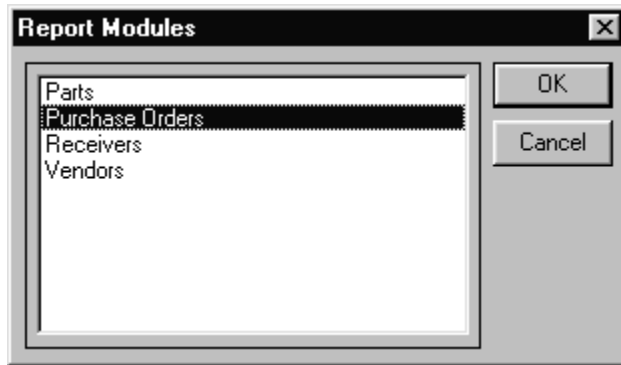 Report Modules
Parts
Purchase Orders
Receivers
Vendors
OK
Cancel